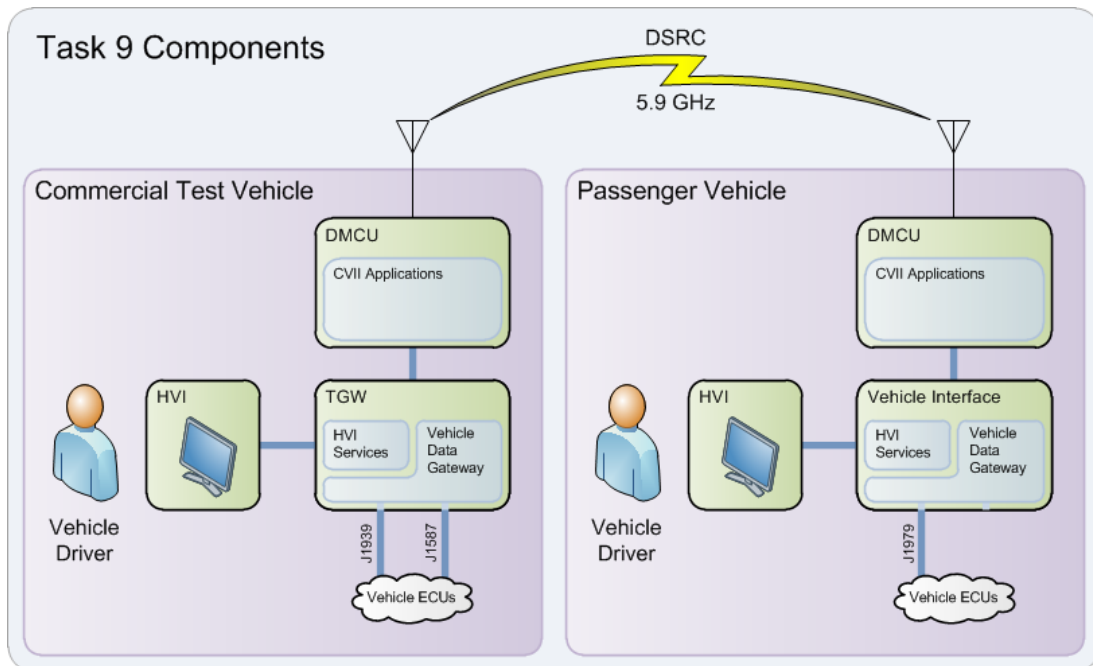 Task 9 Components
DSRC
5.9 GHz
Commercial Test Vehicle
DMCU
CVII Applications
HVI
TGW
HVI
Services
Vehicle
Data
Gateway
Vehicle
Driver
J1939
J1587
Vehicle ECUs
Passenger Vehicle
DMCU
CVII Applications
HVI
Vehicle Interface
HVI
Services
Vehicle
Data
Gateway
Vehicle
Driver
J1979
Vehicle ECUs